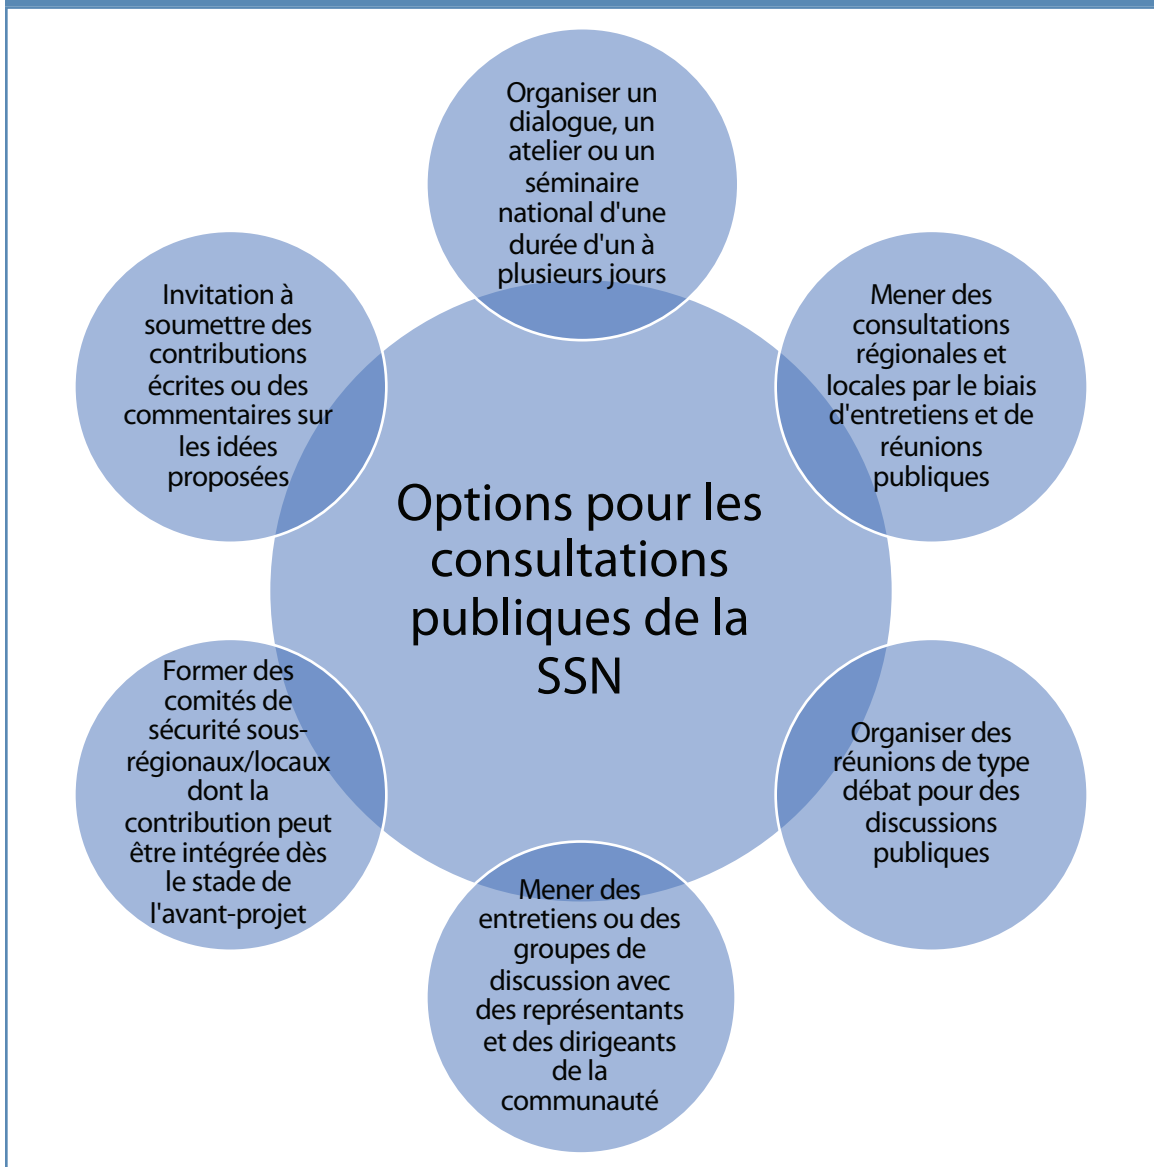 Organiser un
dialogue, un
atelier ou un
séminaire
national d'une
durée d'un à
plusieurs jours
Mener des
consultations
régionales et
locales par le biais
d'entretiens et de
réunions
publiques
Organiser des
réunions de type
débat pour des
discussions
publiques
Mener des
entretiens ou des
groupes de
discussion avec
des représentants
et des dirigeants
de la
communauté
Former des
comités de
sécurité sous-
régionaux/locaux
dont la
contribution peut
être intégrée dès
le stade de
l'avant-projet
Invitation à
soumettre des
contributions
écrites ou des
commentaires sur
les idées
proposées
Options pour les
consultations
publiques de la
SSN